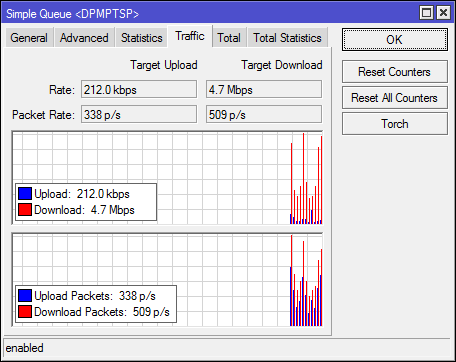 Simple Queue <DPMPTSP>
General Advanced Statistics Traffic Total Total Statistics
OK
Reset Counters
Reset All Counters
Torch
Target Upload Target Download
Rate: 212.0 kbps 4.7 Mbps
Packet Rate: 338 p/s 509 p/s
Upload: 212.0 kbps
Download: 4.7 Mbps
Upload Packets: 338 p/s
Download Packets: 509 p/s
enabled